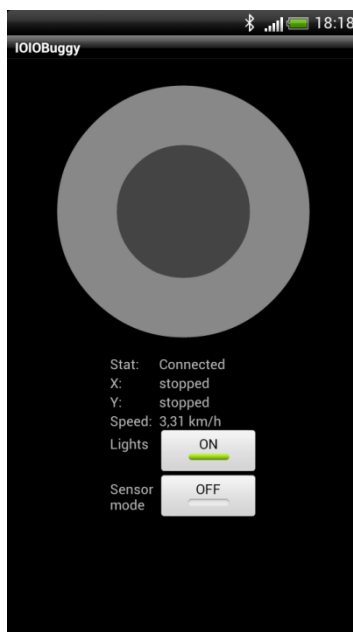 18:18
IOIOBuggy
Stat: Connected
X: stopped
Y: stopped
Speed: 3,31 km/h
Lights ON
Sensor mode OFF